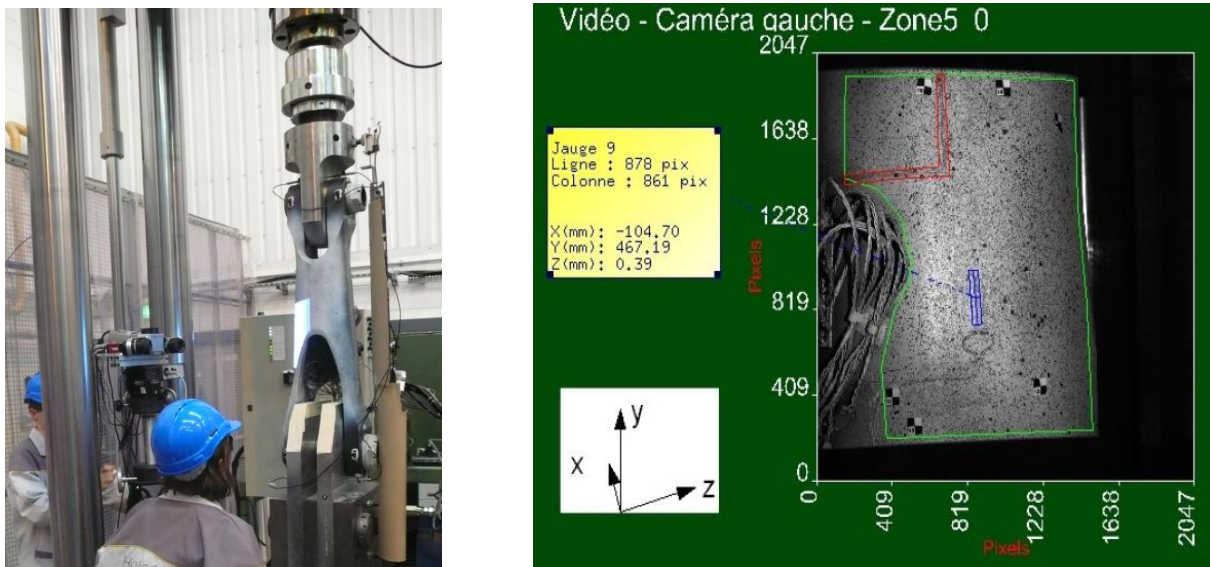 Vidéo - Caméra gauche - Zone5 0
2047
1638
1228
819
409
0
Pixels
Jauge 9
Ligne : 878 pix
Colonne : 861 pix
X(mm): -104.70
Y(mm): 467.19
Z(mm): 0.39
y
x
z
0
409
819
1228
1638
2047
Pixels